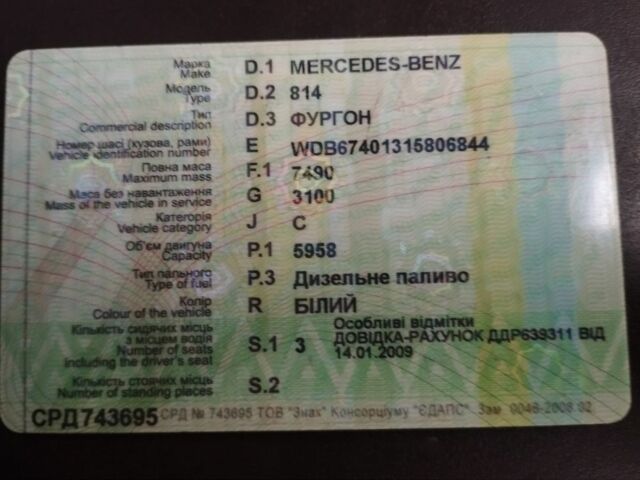 Марка
Make D.1 MERCEDES-BENZ
Модель
Type D.2 814
Тип
Commercial description D.3 ФУРГОН
Номер шасі (кузова, рами)
Vehicle identification number E WDB67401315806844
Повна маса
Maximum mass F.1 7490
Маса без навантаження
Mass of the vehicle in service G 3100
Категорія
Vehicle category J C
Об'єм двигуна
Capacity P.1 5958
Тип пального
Type of fuel P.3 Дизельне паливо
Колір
Colour of the vehicle R БІЛИЙ
Кількість сидячих місць
з місцем водія
Number of seats
including the driver's seat S.1 3
Особливі відмітки
ДОВІДКА-РАХУНОК ДДР639311 ВІД
14.01.2009
Кількість стоячих місць
Number of standing places S.2
СРД743695 СРД № 743695 ТОВ "Знак" Консорціуму "ЄДАПС". Зам. 0046-2008.02